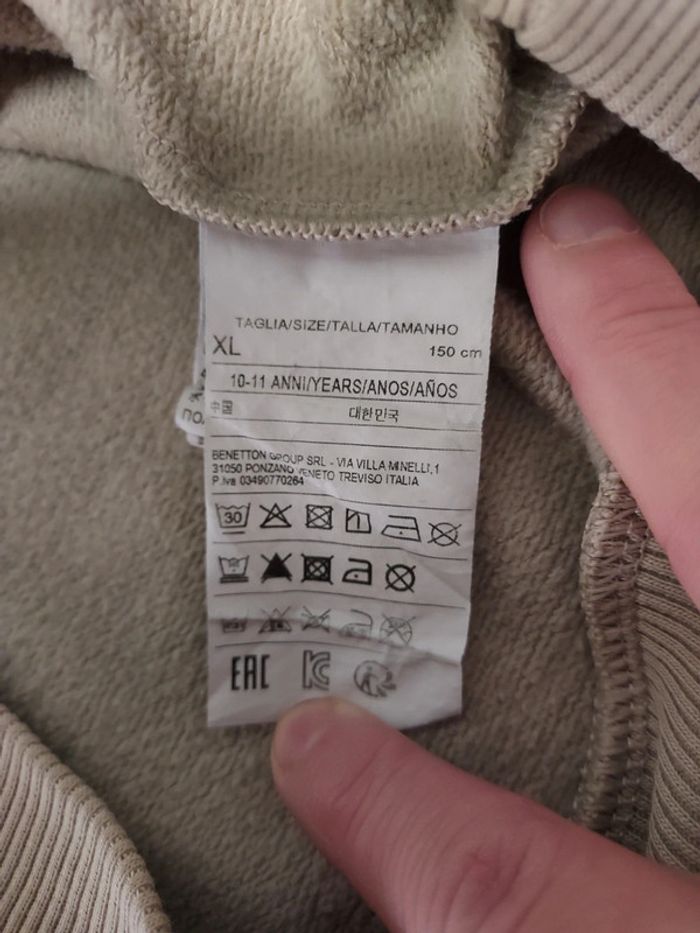 TAGLIA/SIZE/TALLA/TAMANHO
XL 150 cm
10-11 ANNI/YEARS/ANOS/AÑOS
中国 대한민국
BENETTON GROUP SRL - VIA VILLA MINELLI,1
31050 PONZANO VENETO TREVISO ITALIA
P.Iva 03490770264
30
EAC